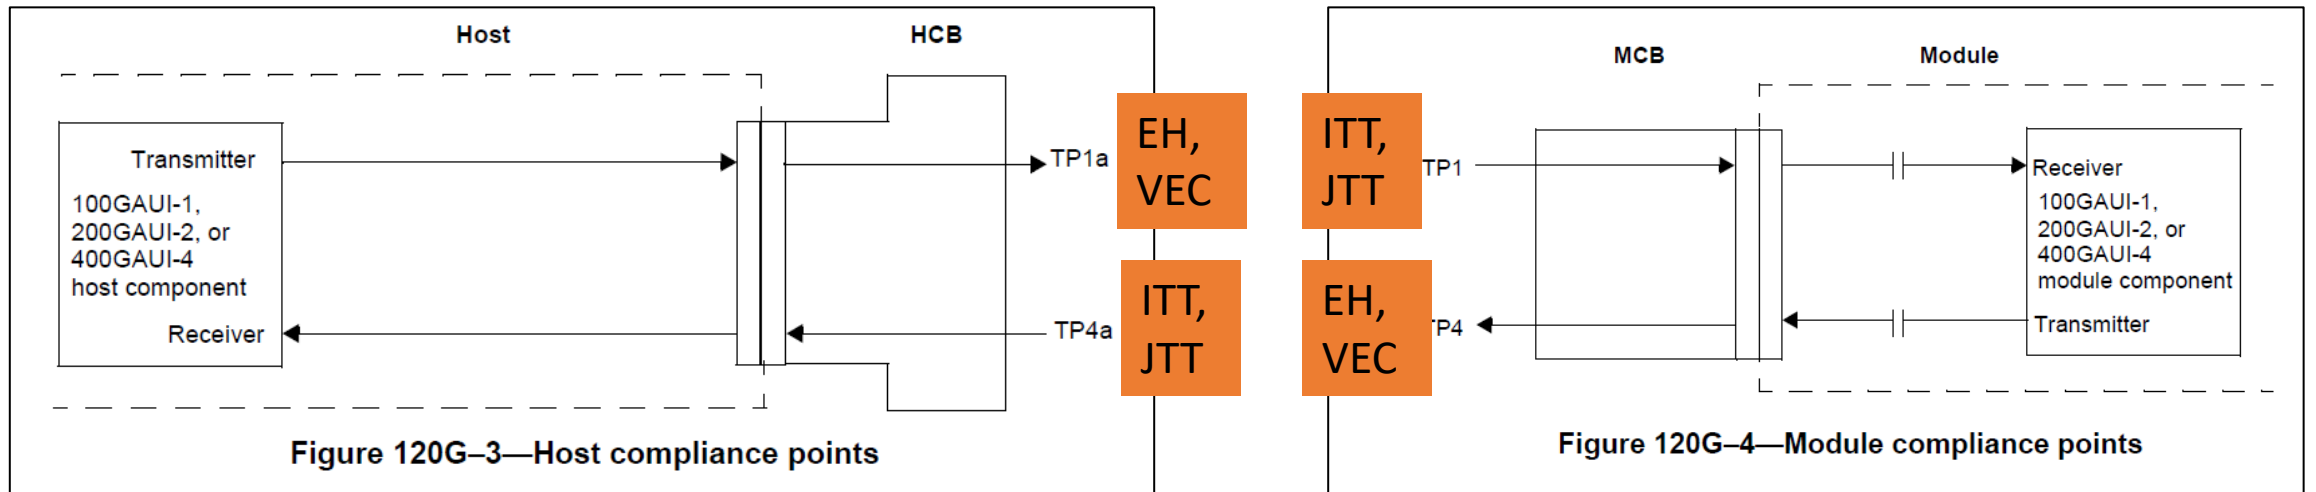 Host
HCB
Transmitter
100GAUI-1,
200GAUI-2, or
400GAUI-4
host component
Receiver
TP1a
TP4a
EH,
VEC
ITT,
JTT
Figure 120G–3—Host compliance points
MCB
Module
ITT,
JTT
EH,
VEC
TP1
TP4
Receiver
100GAUI-1,
200GAUI-2, or
400GAUI-4
module component
Transmitter
Figure 120G–4—Module compliance points